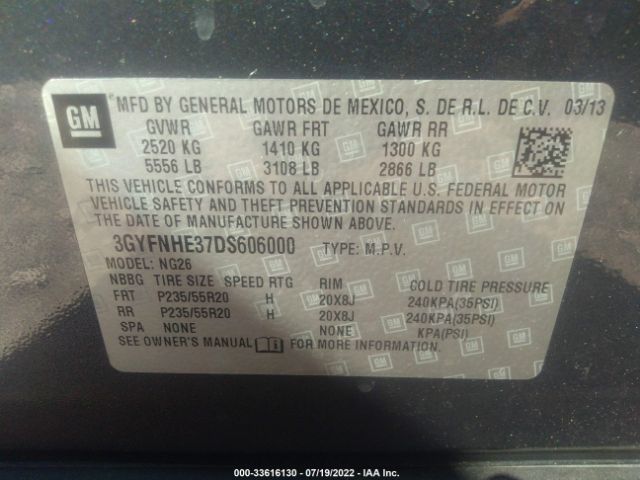 GM
MFD BY GENERAL MOTORS DE MEXICO, S. DE R.L. DE C.V. 03/13
GVWR GAWR FRT GAWR RR
2520 KG 1410 KG 1300 KG
5556 LB 3108 LB 2866 LB
THIS VEHICLE CONFORMS TO ALL APPLICABLE U.S. FEDERAL MOTOR
VEHICLE SAFETY AND THEFT PREVENTION STANDARDS IN EFFECT ON
THE DATE OF MANUFACTURE SHOWN ABOVE.
3GYFNHE37DS606000 TYPE: M.P.V.
MODEL: NG26
NBBG TIRE SIZE SPEED RTG RIM COLD TIRE PRESSURE
FRT P235/55R20 H 20X8J 240KPA(35PSI)
RR P235/55R20 H 20X8J 240KPA(35PSI)
SPA NONE NONE KPA(PSI)
SEE OWNER'S MANUAL FOR MORE INFORMATION.
000-33616130 - 07/19/2022 - IAA Inc.